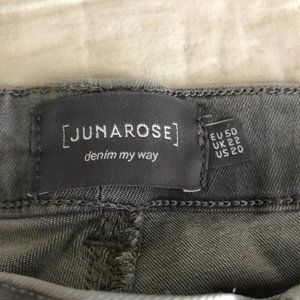 [JUNAROSE]
denim my way
EU 50
UK 22
US 20